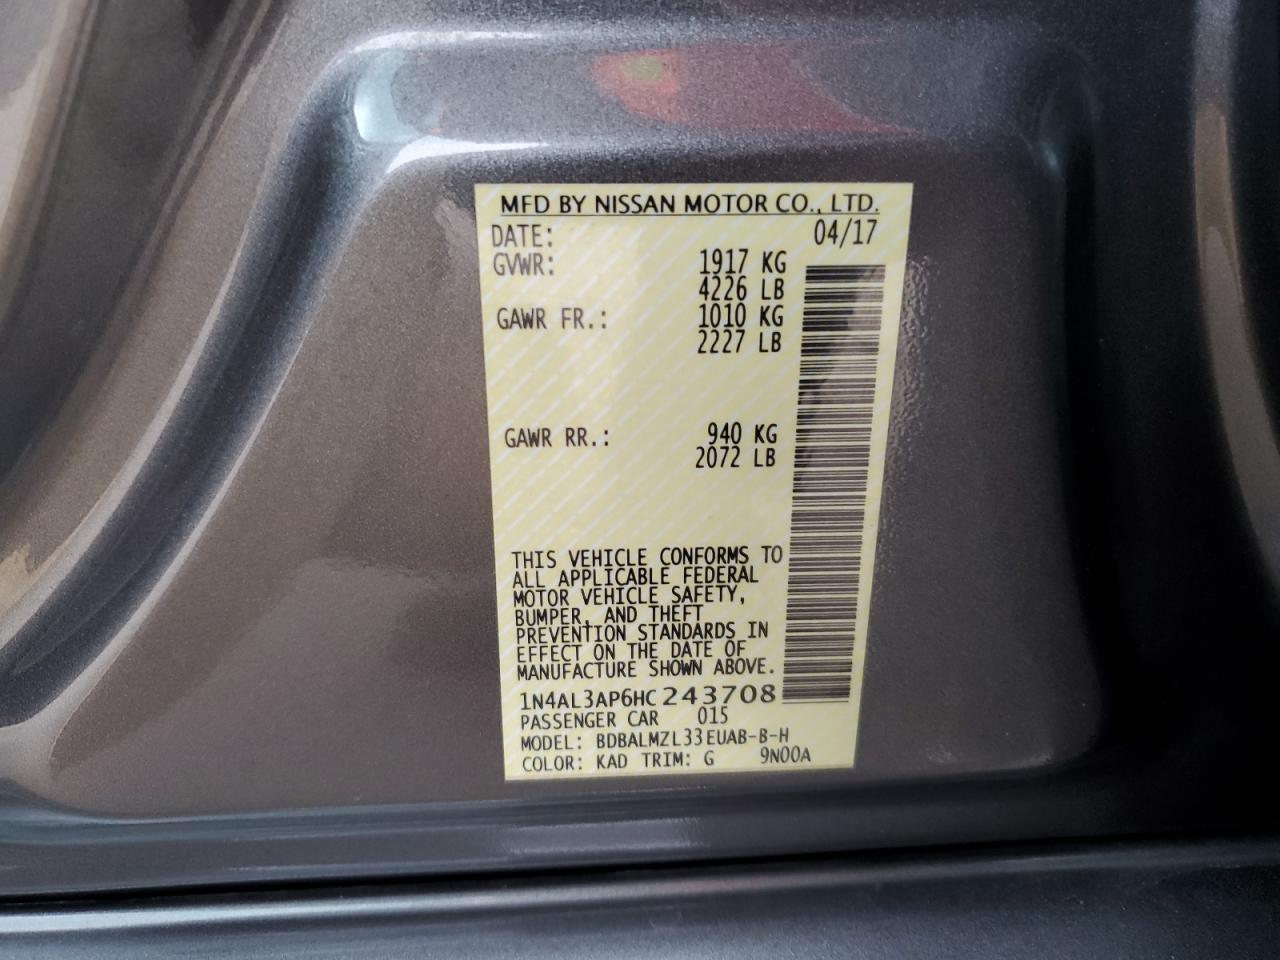 MFD BY NISSAN MOTOR CO., LTD.
DATE: 04/17
GVWR: 1917 KG
4226 LB
GAWR FR.: 1010 KG
2227 LB
GAWR RR.: 940 KG
2072 LB
THIS VEHICLE CONFORMS TO
ALL APPLICABLE FEDERAL
MOTOR VEHICLE SAFETY,
BUMPER, AND THEFT
PREVENTION STANDARDS IN
EFFECT ON THE DATE OF
MANUFACTURE SHOWN ABOVE.
1N4AL3AP6HC243708
PASSENGER CAR 015
MODEL: BDBALMZL33EUAB-B-H
COLOR: KAD TRIM: G 9N00A